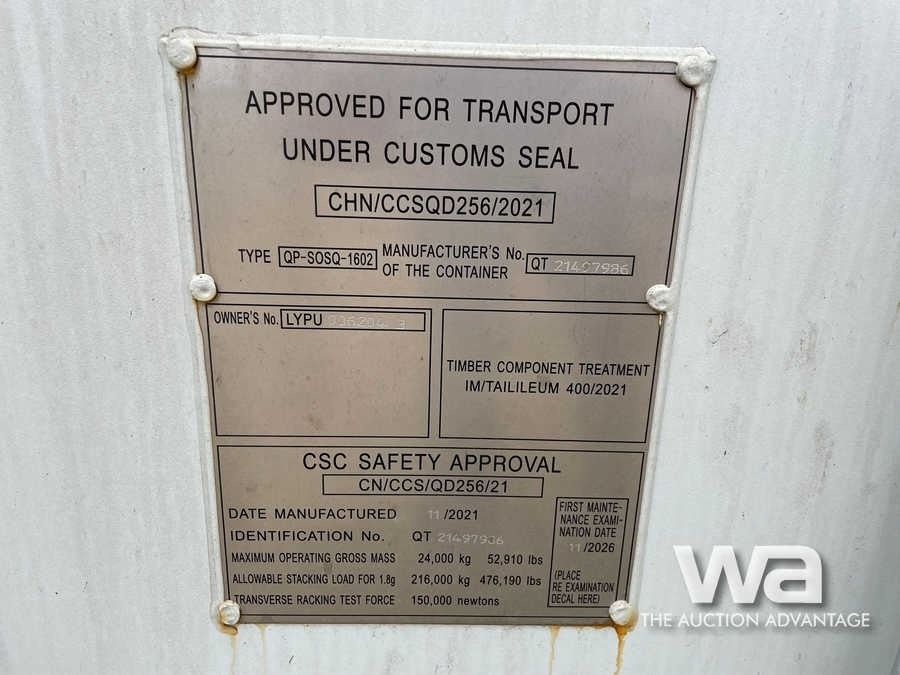 APPROVED FOR TRANSPORT
UNDER CUSTOMS SEAL
CHN/CCSQD256/2021
TYPE QP-SOSQ-1602 MANUFACTURER'S No. OF THE CONTAINER QT 21497986
OWNER'S No. LYPU
TIMBER COMPONENT TREATMENT
IM/TAILILEUM 400/2021
CSC SAFETY APPROVAL
CN/CCS/QD256/21
DATE MANUFACTURED 11/2021
IDENTIFICATION No. QT 21497986
MAXIMUM OPERATING GROSS MASS 24,000 kg 52,910 lbs
ALLOWABLE STACKING LOAD FOR 1.8g 216,000 kg 476,190 lbs
TRANSVERSE RACKING TEST FORCE 150,000 newtons
FIRST MAINTE-
NANCE EXAMI-
NATION DATE
11/2026
(PLACE
RE EXAMINATION
DECAL HERE)
wa
THE AUCTION ADVANTAGE